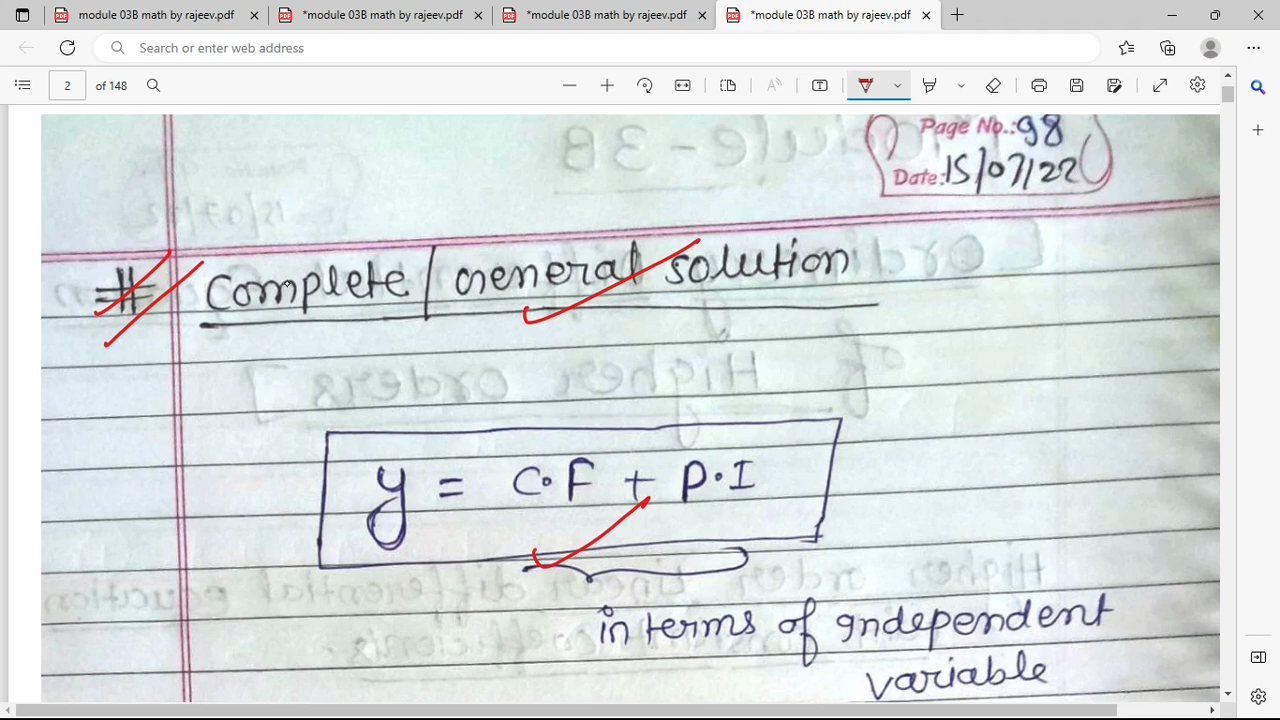 module 03B math by rajeev.pdf
*module 03B math by rajeev.pdf
*module 03B math by rajeev.pdf
*module 03B math by rajeev.pdf
Search or enter web address
2 of 148
Page No.: 98
Date: 15/07/22
# Complete/General solution
y = C.F + P.I
in terms of independent
variable